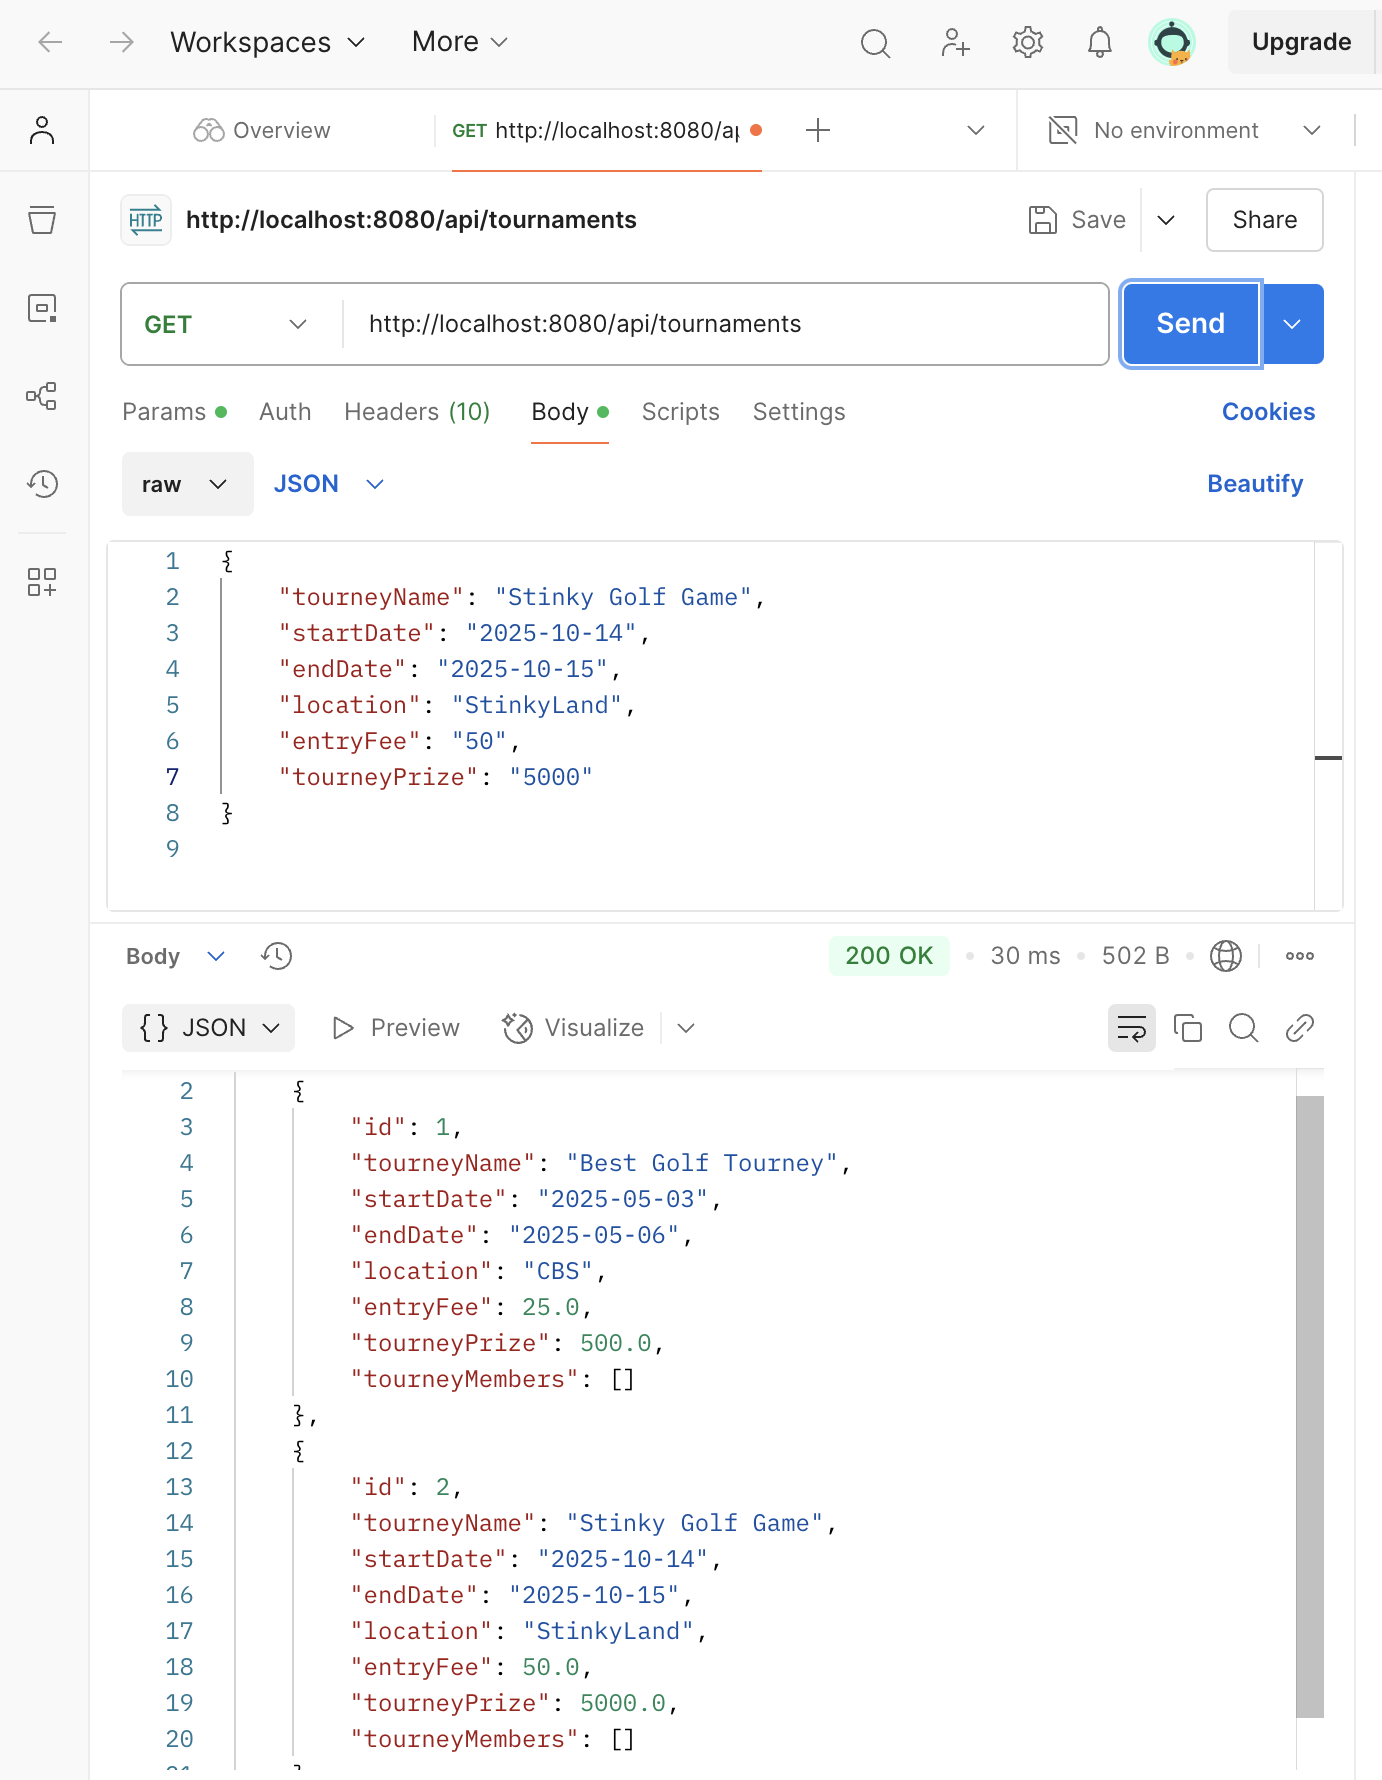 Workspaces More Upgrade
Overview GET http://localhost:8080/ap No environment
HTTP http://localhost:8080/api/tournaments Save Share
GET http://localhost:8080/api/tournaments Send
Params Auth Headers (10) Body Scripts Settings Cookies
raw JSON Beautify
1 {
2 "tourneyName": "Stinky Golf Game",
3 "startDate": "2025-10-14",
4 "endDate": "2025-10-15",
5 "location": "StinkyLand",
6 "entryFee": "50",
7 "tourneyPrize": "5000"
8 }
9
Body 200 OK 30 ms 502 B
{} JSON Preview Visualize
2 {
3 "id": 1,
4 "tourneyName": "Best Golf Tourney",
5 "startDate": "2025-05-03",
6 "endDate": "2025-05-06",
7 "location": "CBS",
8 "entryFee": 25.0,
9 "tourneyPrize": 500.0,
10 "tourneyMembers": []
11 },
12 {
13 "id": 2,
14 "tourneyName": "Stinky Golf Game",
15 "startDate": "2025-10-14",
16 "endDate": "2025-10-15",
17 "location": "StinkyLand",
18 "entryFee": 50.0,
19 "tourneyPrize": 5000.0,
20 "tourneyMembers": []